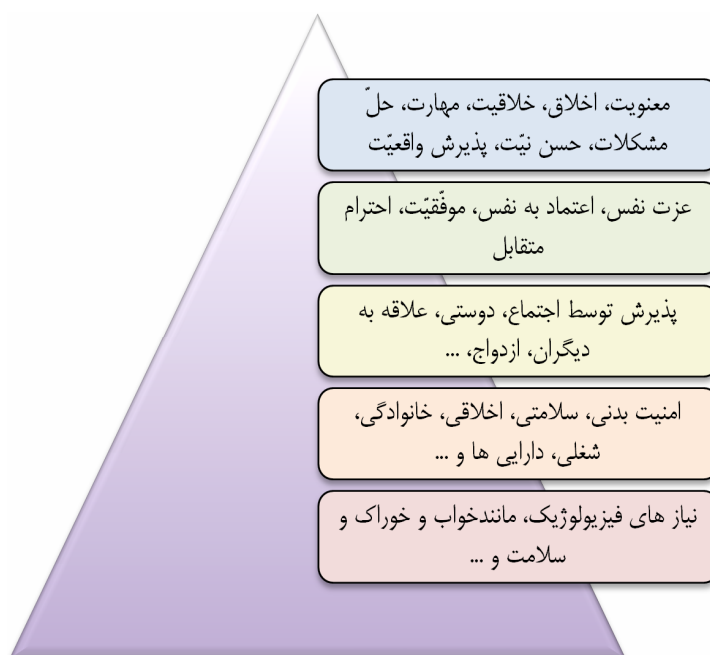 معنویت، اخلاق، خلاقیت، مهارت، حلّ
مشکلات، حسن نیّت، پذیرش واقعیّت
عزت نفس، اعتماد به نفس، موفّقیّت، احترام
متقابل
پذیرش توسط اجتماع، دوستی، علاقه به
دیگران، ازدواج، ...
امنیت بدنی، سلامتی، اخلاقی، خانوادگی،
شغلی، دارایی ها و ...
نیاز های فیزیولوژیک، مانندخواب و خوراک و
سلامت و ...